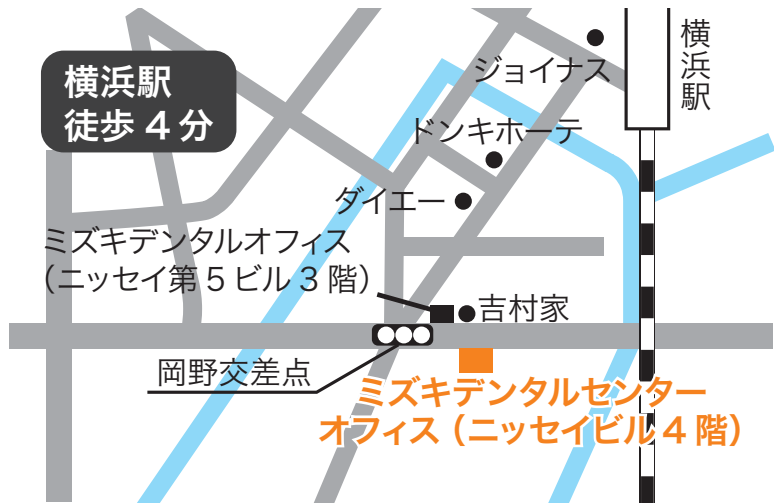 横浜駅
徒歩 4 分
ジョイナス
横浜駅
ドンキホーテ
ダイエー
ミズキデンタルオフィス
（ニッセイ第 5 ビル 3 階）
吉村家
岡野交差点
ミズキデンタルセンター
オフィス（ニッセイビル 4 階）